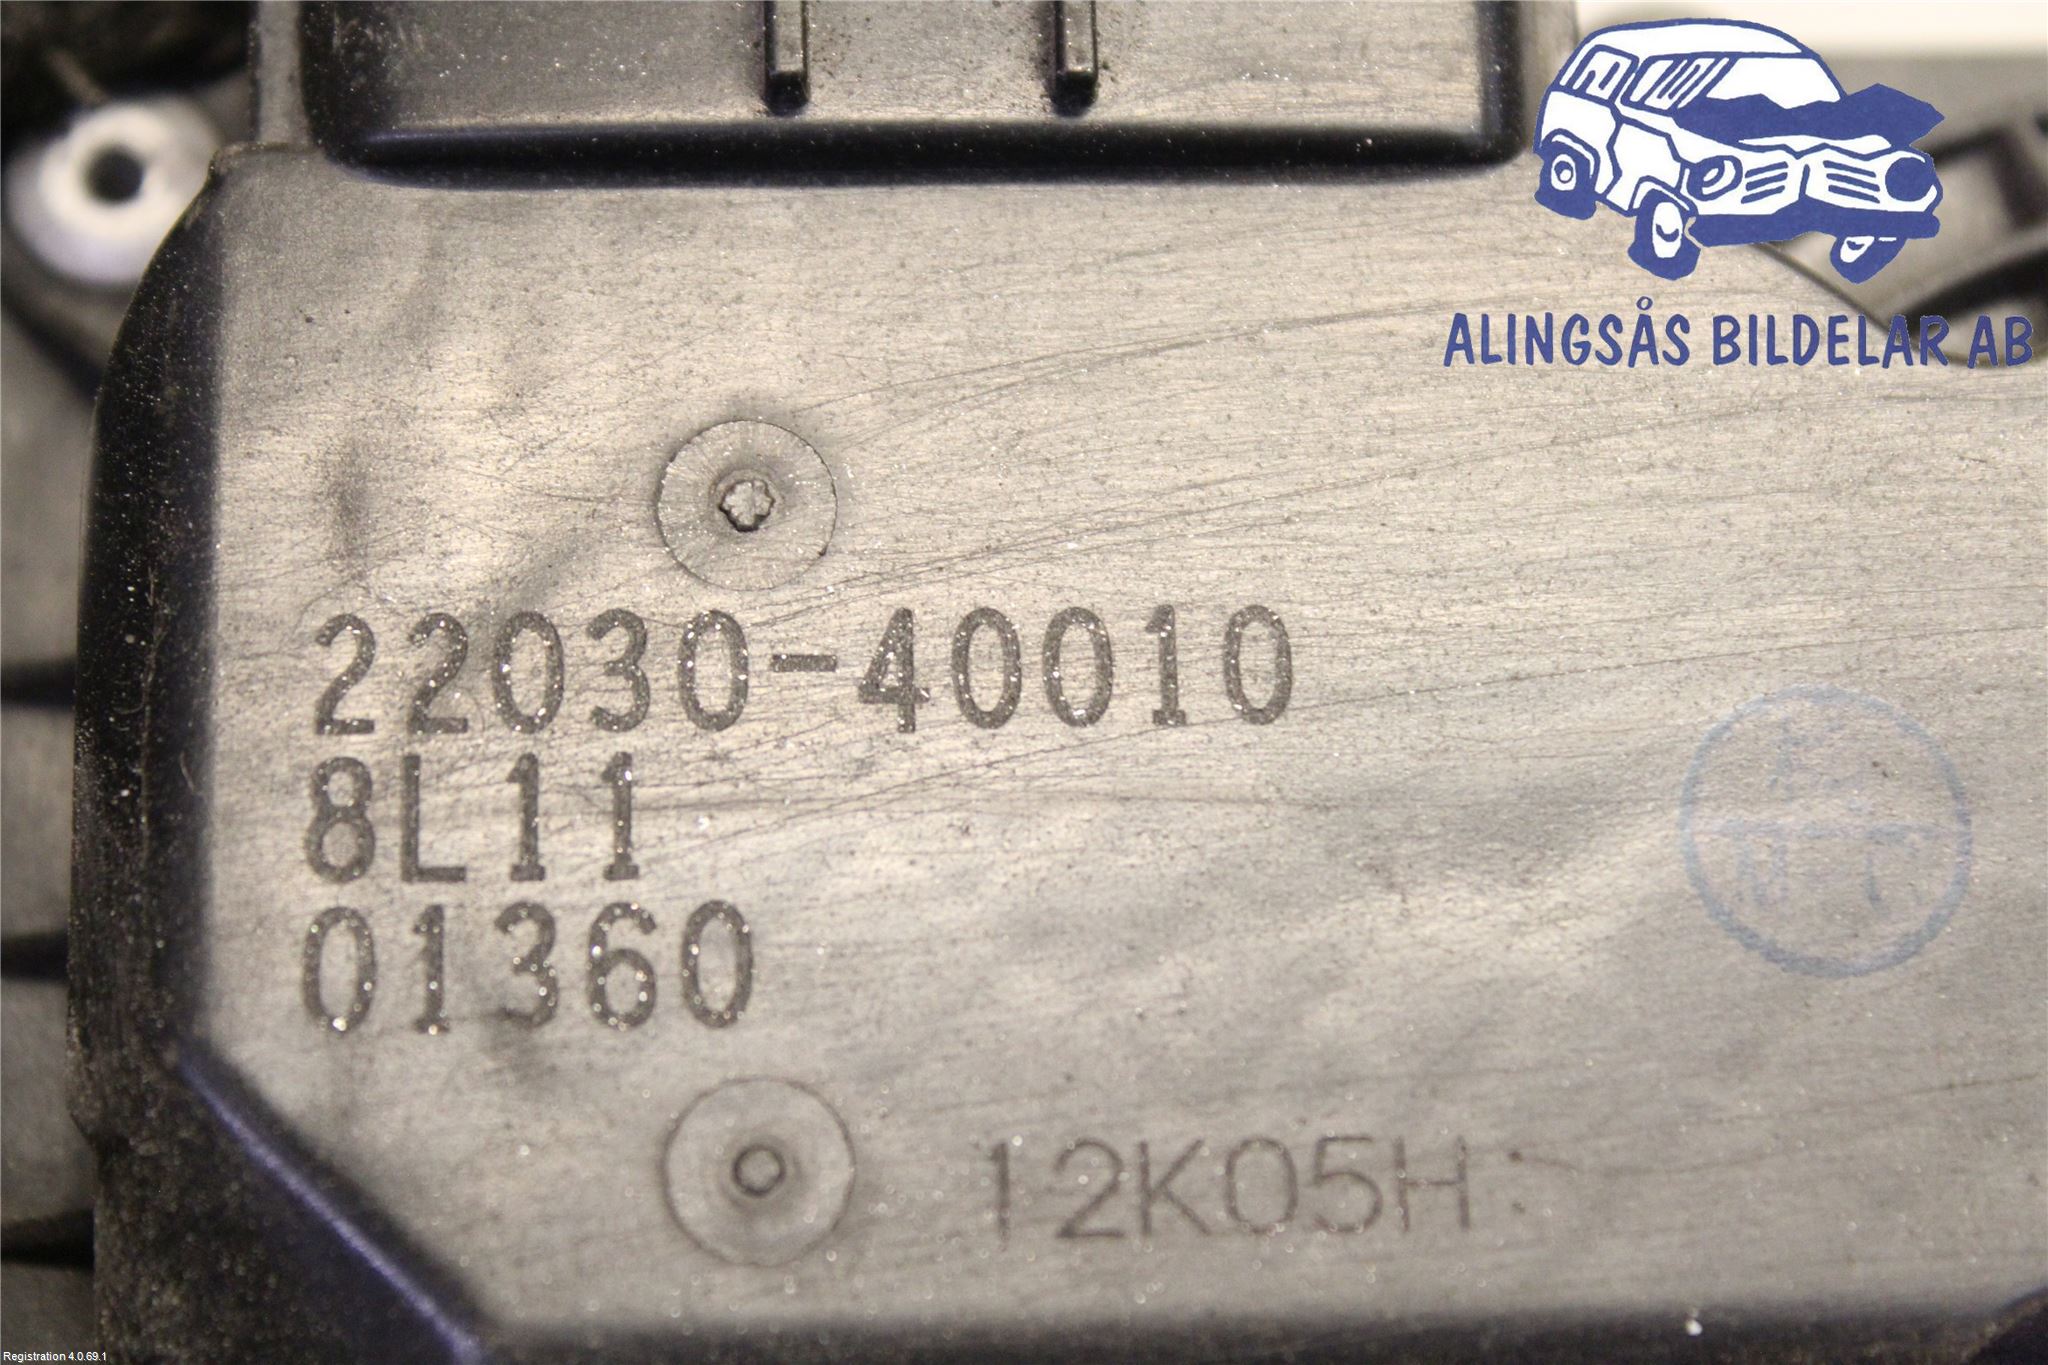 ALINGSÅS BILDELAR AB
22030-40010
8L11
01360
12K05H
Registration 4.0.69.1